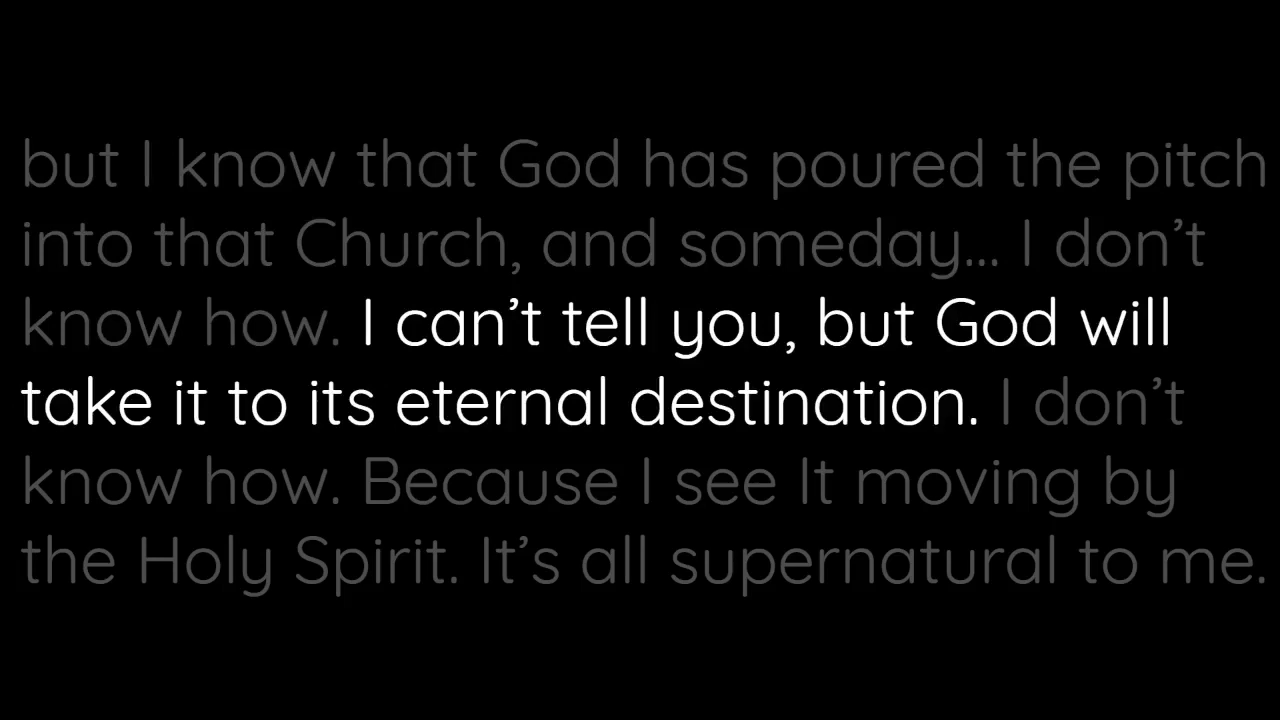 but I know that God has poured the pitch
into that Church, and someday... I don’t
know how. I can’t tell you, but God will
take it to its eternal destination. I don’t
know how. Because I see It moving by
the Holy Spirit. It’s all supernatural to me.